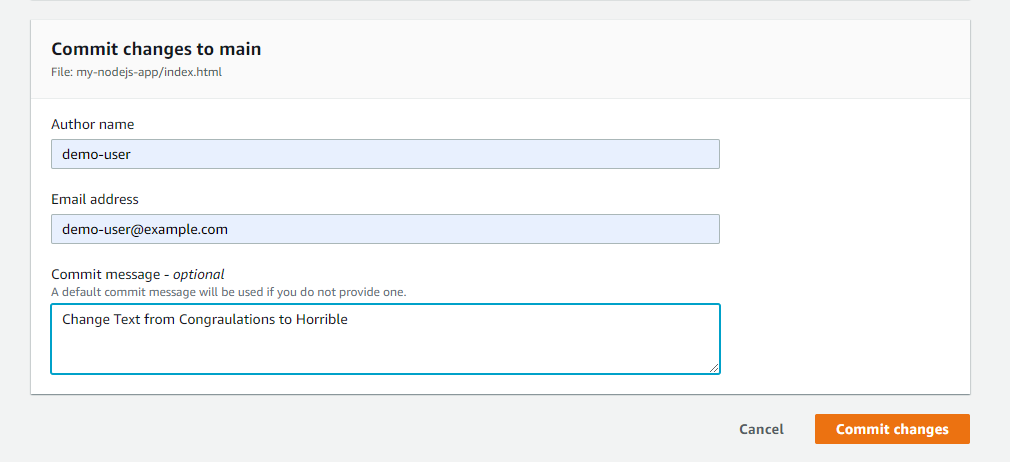 Commit changes to main
File: my-nodejs-app/index.html
Author name
demo-user
Email address
demo-user@example.com
Commit message - optional
A default commit message will be used if you do not provide one.
Change Text from Congraulations to Horrible
Cancel
Commit changes